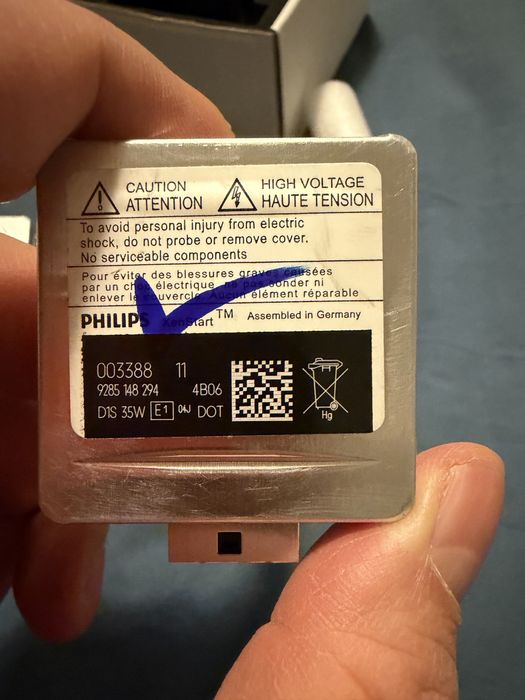 CAUTION
ATTENTION
HIGH VOLTAGE
HAUTE TENSION
To avoid personal injury from electric
shock, do not probe or remove cover.
No serviceable components
Pour éviter des blessures graves causées
par un choc électrique, ne pas sonder ni
enlever le couvercle. Aucun élément réparable
PHILIPS XenStart™ Assembled in Germany
003388 11
9285 148 294 4B06
D1S 35W E1 04J DOT
Hg